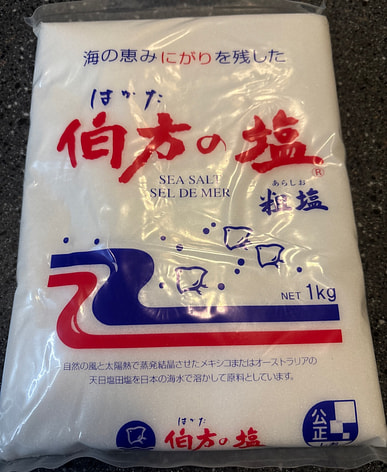 海の恵みにがりを残した
はかた
伯方の塩®
SEA SALT
SEL DE MER
あらしお
粗塩
NET 1kg
自然の風と太陽熱で蒸発結晶させたメキシコまたはオーストラリアの
天日塩田塩を日本の海水で溶かして原料としています。
はかた
伯方の塩
公正